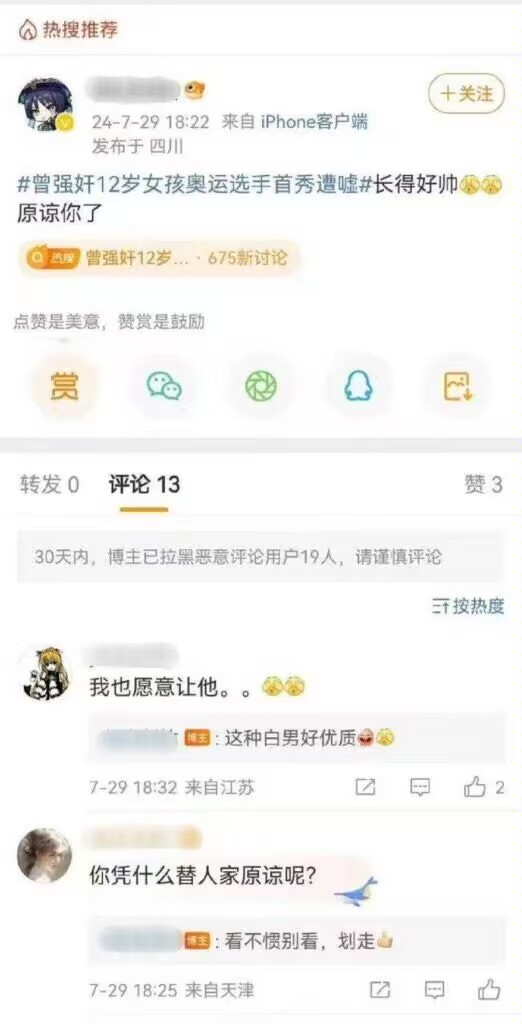 热搜推荐
+关注
24-7-29 18:22 来自 iPhone客户端
发布于 四川
#曾强奸12岁女孩奥运选手首秀遭嘘#长得好帅
原谅你了
热搜 曾强奸12岁... · 675新讨论
点赞是美意，赞赏是鼓励
赏
转发 0 评论 13 赞 3
30天内，博主已拉黑恶意评论用户19人，请谨慎评论
按热度
我也愿意让他。。
博主 : 这种白男好优质
7-29 18:32 来自江苏 2
你凭什么替人家原谅呢？
博主 : 看不惯别看，划走
7-29 18:25 来自天津